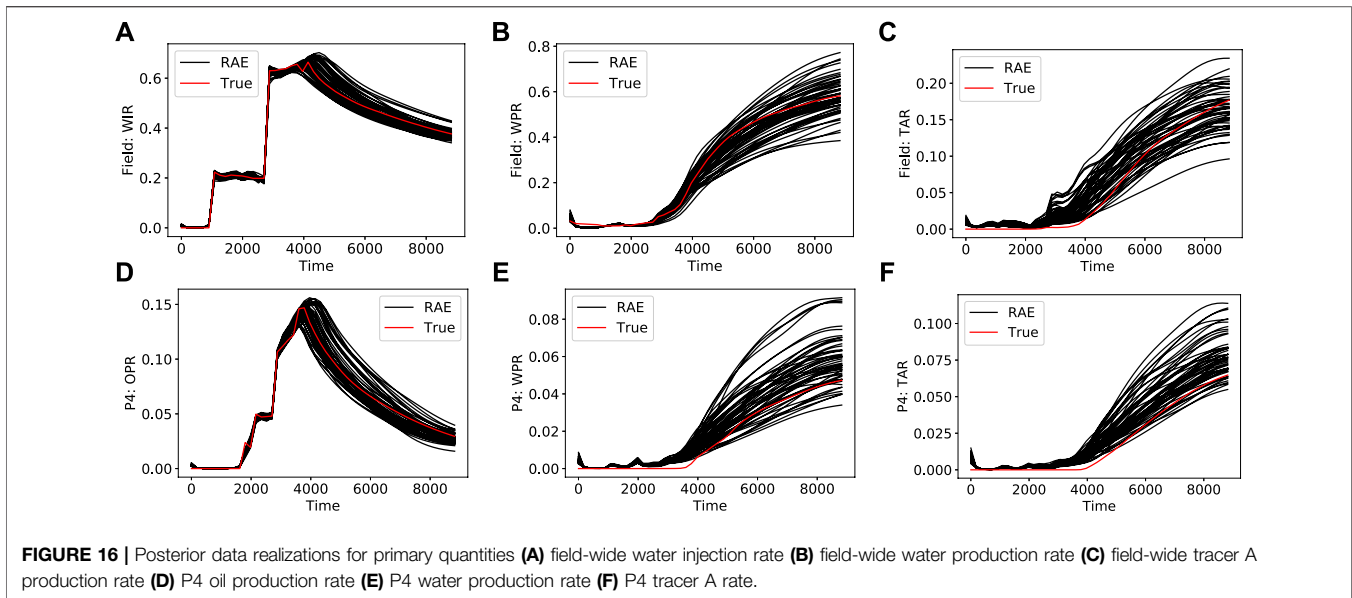 A
B
C
RAE
True
Field: WIR
0.6
0.4
0.2
0.0
0 2000 4000 6000 8000
Time
RAE
True
Field: WPR
0.8
0.6
0.4
0.2
0.0
0 2000 4000 6000 8000
Time
RAE
True
Field: TAR
0.20
0.15
0.10
0.05
0.00
0 2000 4000 6000 8000
Time
D
E
F
RAE
True
P4: OPR
0.15
0.10
0.05
0.00
0 2000 4000 6000 8000
Time
RAE
True
P4: WPR
0.08
0.06
0.04
0.02
0.00
0 2000 4000 6000 8000
Time
RAE
True
P4: TAR
0.100
0.075
0.050
0.025
0.000
0 2000 4000 6000 8000
Time
FIGURE 16 | Posterior data realizations for primary quantities (A) field-wide water injection rate (B) field-wide water production rate (C) field-wide tracer A
production rate (D) P4 oil production rate (E) P4 water production rate (F) P4 tracer A rate.